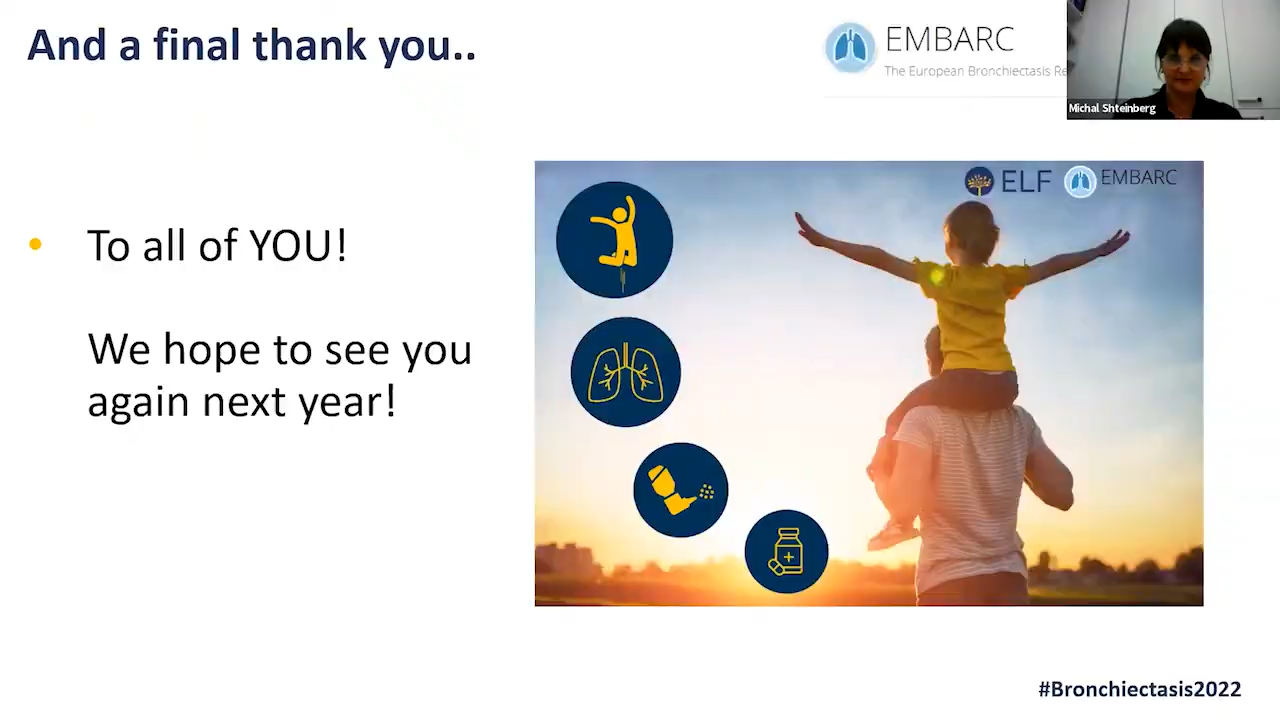 And a final thank you..
EMBARC
The European Bronchiectasis
Michal Shteinberg
ELF EMBARC
• To all of YOU!
We hope to see you
again next year!
#Bronchiectasis2022